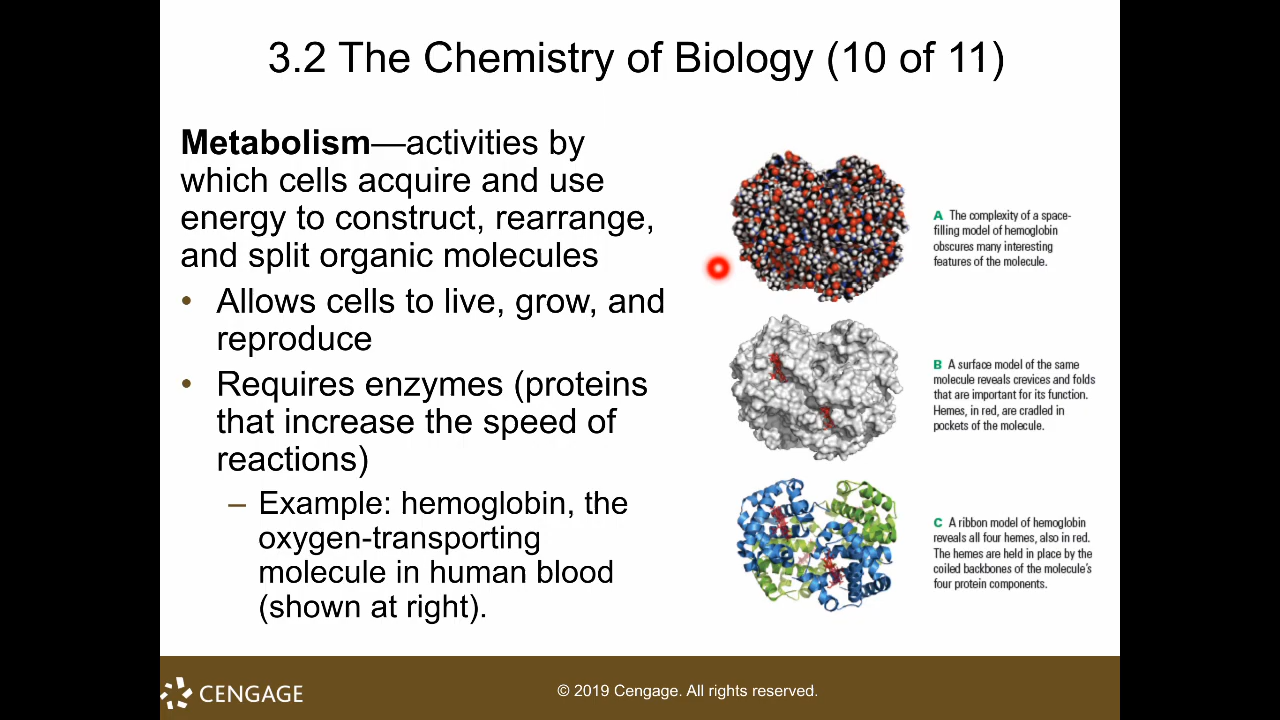 3.2 The Chemistry of Biology (10 of 11)
Metabolism—activities by
which cells acquire and use
energy to construct, rearrange,
and split organic molecules
• Allows cells to live, grow, and
reproduce
• Requires enzymes (proteins
that increase the speed of
reactions)
– Example: hemoglobin, the
oxygen-transporting
molecule in human blood
(shown at right).
A The complexity of a space-
filling model of hemoglobin
obscures many interesting
features of the molecule.
B A surface model of the same
molecule reveals crevices and folds
that are important for its function.
Hemes, in red, are cradled in
pockets of the molecule.
C A ribbon model of hemoglobin
reveals all four hemes, also in red.
The hemes are held in place by the
coiled backbones of the molecule's
four protein components.
CENGAGE
© 2019 Cengage. All rights reserved.